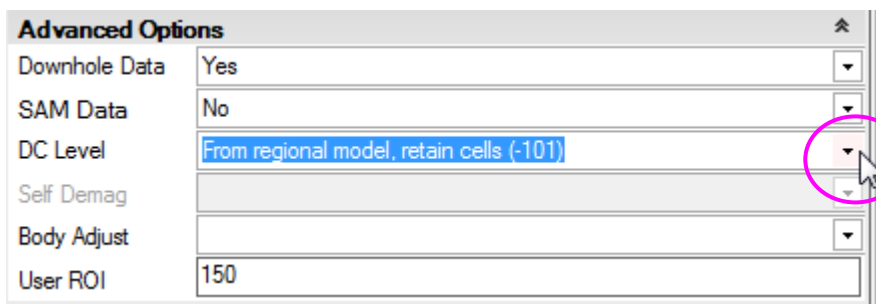 Advanced Options
Downhole Data Yes
SAM Data No
DC Level From regional model, retain cells (-101)
Self Demag
Body Adjust
User ROI 150